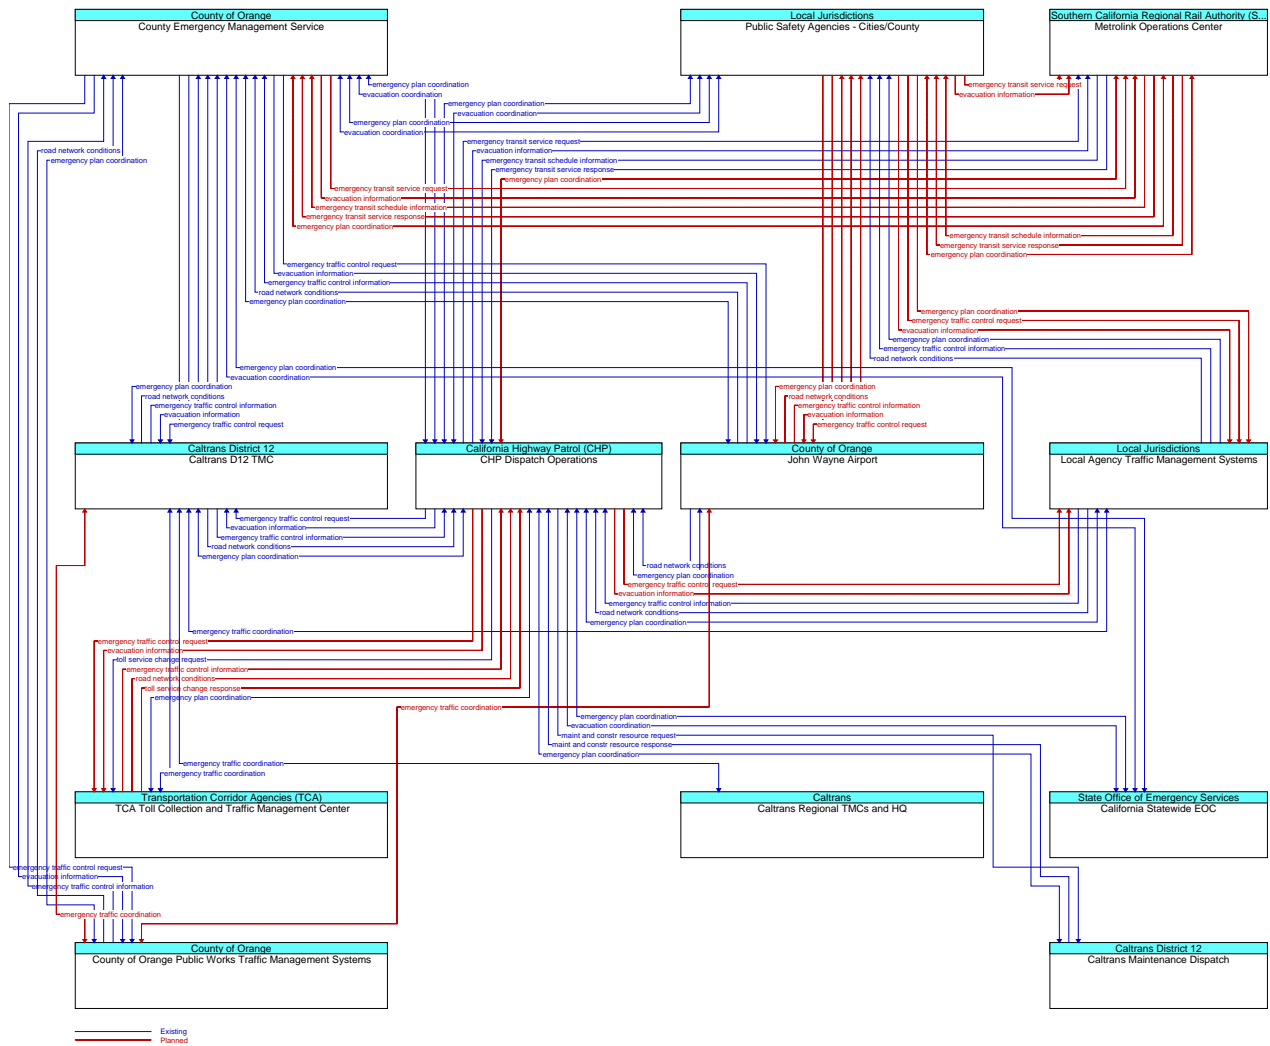 County of Orange
County Emergency Management Service
Local Jurisdictions
Public Safety Agencies - Cities/County
Southern California Regional Rail Authority (S...
Metrolink Operations Center
emergency plan coordination
emergency transit service request
evacuation coordination
evacuation information
emergency plan coordination
evacuation coordination
emergency plan coordination
evacuation coordination
emergency transit service request
road network conditions
evacuation information
emergency plan coordination
emergency transit schedule information
emergency transit service response
emergency plan coordination
emergency transit service request
evacuation information
emergency transit schedule information
emergency transit service response
emergency plan coordination
emergency transit schedule information
emergency transit service response
emergency plan coordination
emergency traffic control request
evacuation information
emergency traffic control information
road network conditions
emergency plan coordination
emergency plan coordination
emergency traffic control request
evacuation information
emergency plan coordination
emergency traffic control information
road network conditions
emergency plan coordination
evacuation coordination
emergency plan coordination
road network conditions
emergency traffic control information
evacuation information
emergency traffic control request
emergency plan coordination
road network conditions
emergency traffic control information
evacuation information
emergency traffic control request
Caltrans District 12
Caltrans D12 TMC
California Highway Patrol (CHP)
CHP Dispatch Operations
County of Orange
John Wayne Airport
Local Jurisdictions
Local Agency Traffic Management Systems
emergency traffic control request
evacuation information
emergency traffic control information
road network conditions
emergency plan coordination
road network conditions
emergency plan coordination
emergency traffic control request
evacuation information
emergency traffic control information
road network conditions
emergency plan coordination
emergency traffic coordination
emergency traffic control request
evacuation information
toll service change request
emergency traffic control information
road network conditions
toll service change response
emergency plan coordination
emergency traffic coordination
emergency plan coordination
evacuation coordination
maint and constr resource request
maint and constr resource response
emergency plan coordination
emergency traffic coordination
emergency traffic coordination
Transportation Corridor Agencies (TCA)
TCA Toll Collection and Traffic Management Center
Caltrans
Caltrans Regional TMCs and HQ
State Office of Emergency Services
California Statewide EOC
emergency traffic control request
evacuation information
emergency traffic control information
emergency traffic coordination
County of Orange
County of Orange Public Works Traffic Management Systems
Caltrans District 12
Caltrans Maintenance Dispatch
Existing
Planned